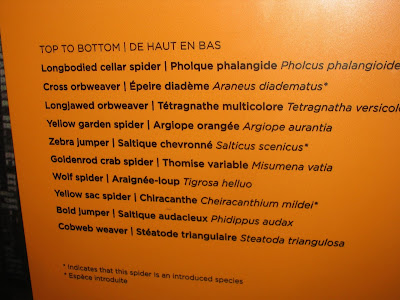 TOP TO BOTTOM | DE HAUT EN BAS
Longbodied cellar spider | Pholque phalangide Pholcus phalangioide
Cross orbweaver | Épeire diadème Araneus diadematus*
Longjawed orbweaver | Tétragnathe multicolore Tetragnatha versicolo
Yellow garden spider | Argiope orangée Argiope aurantia
Zebra jumper | Saltique chevronné Salticus scenicus*
Goldenrod crab spider | Thomise variable Misumena vatia
Wolf spider | Araignée-loup Tigrosa helluo
Yellow sac spider | Chiracanthe Cheiracanthium mildei*
Bold jumper | Saltique audacieux Phidippus audax
Cobweb weaver | Stéatode triangulaire Steatoda triangulosa
* Indicates that this spider is an introduced species
* Espèce introduite